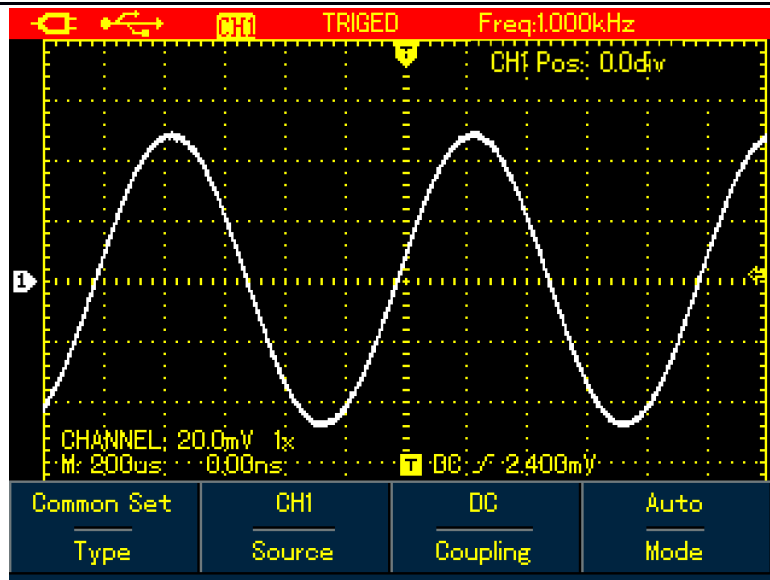 CH1 TRIGED Freq:1.000kHz
T
CH1 Pos: 0.0div
1
CHANNEL: 20.0mV 1x
M: 200us 0.00ns T DC 2.400mV
Common Set CH1 DC Auto
Type Source Coupling Mode